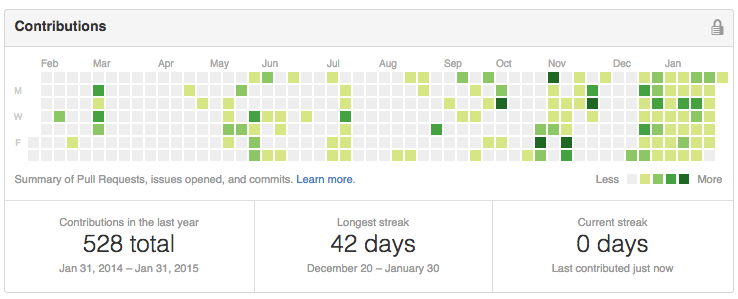 Contributions
Feb Mar Apr May Jun Jul Aug Sep Oct Nov Dec Jan
M
W
F
Summary of Pull Requests, issues opened, and commits. Learn more.
Less More
Contributions in the last year
528 total
Jan 31, 2014 – Jan 31, 2015
Longest streak
42 days
December 20 – January 30
Current streak
0 days
Last contributed just now